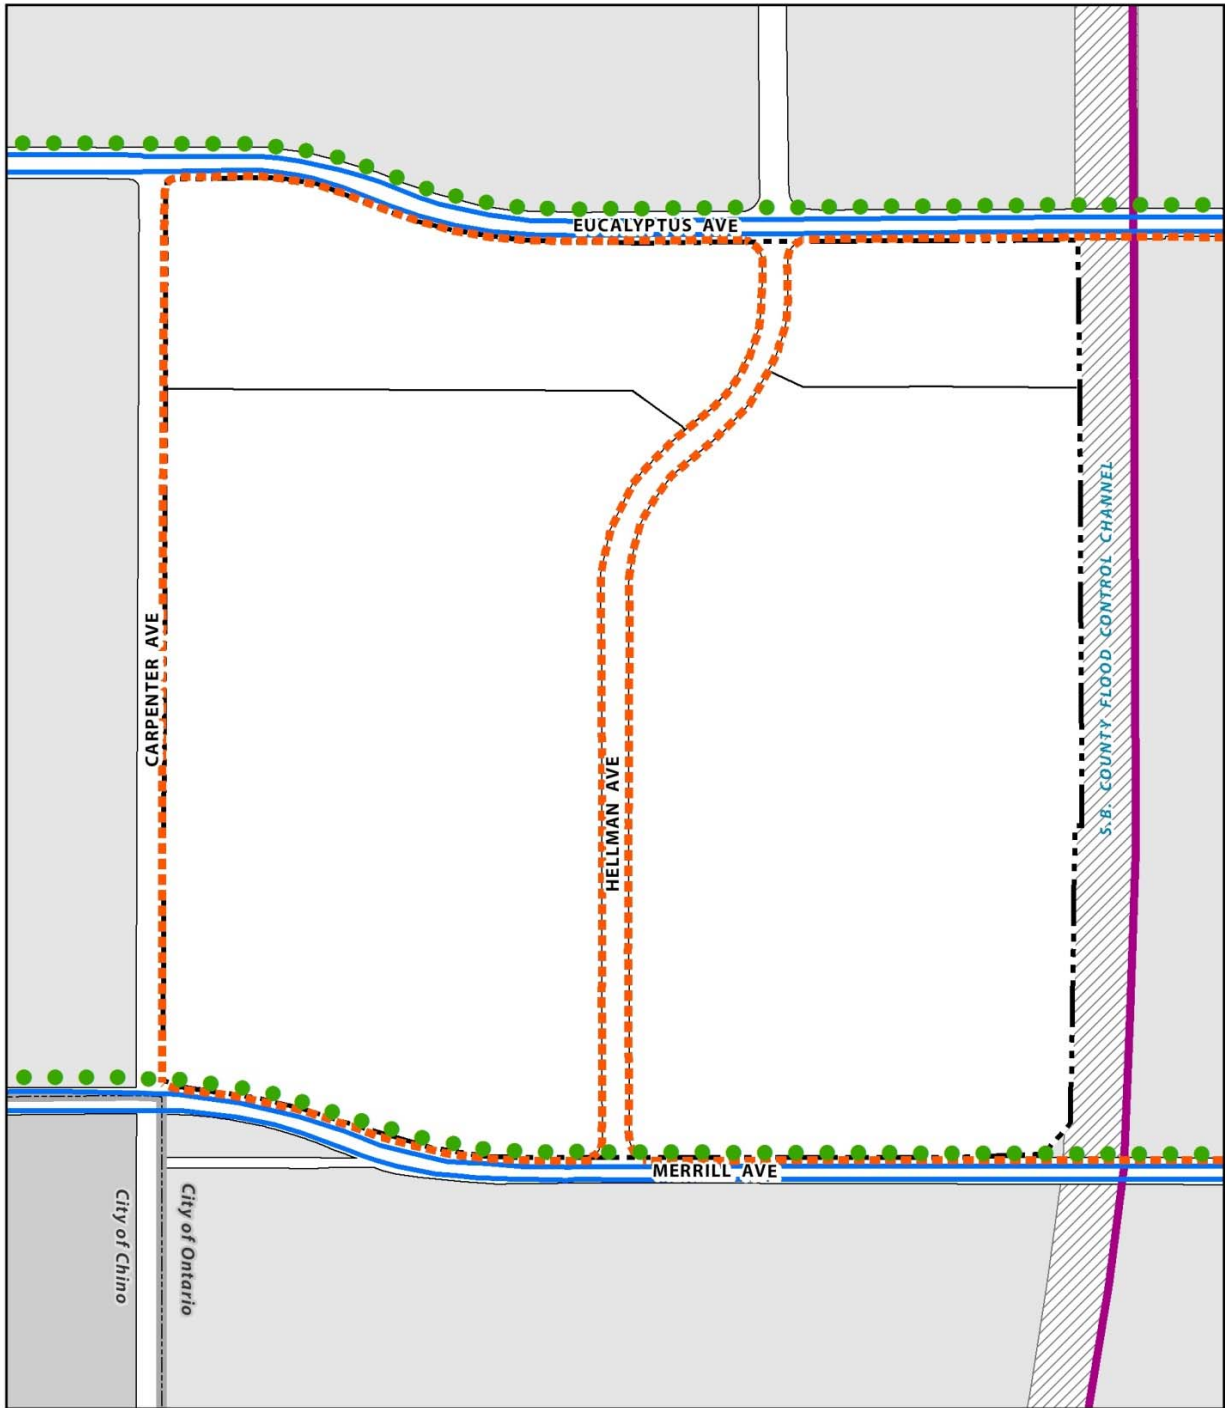 EUCALYPTUS AVE
S.B. COUNTY FLOOD CONTROL CHANNEL
CARPENTER AVE
HELLMAN AVE
MERRILL AVE
City of Chino
City of Ontario